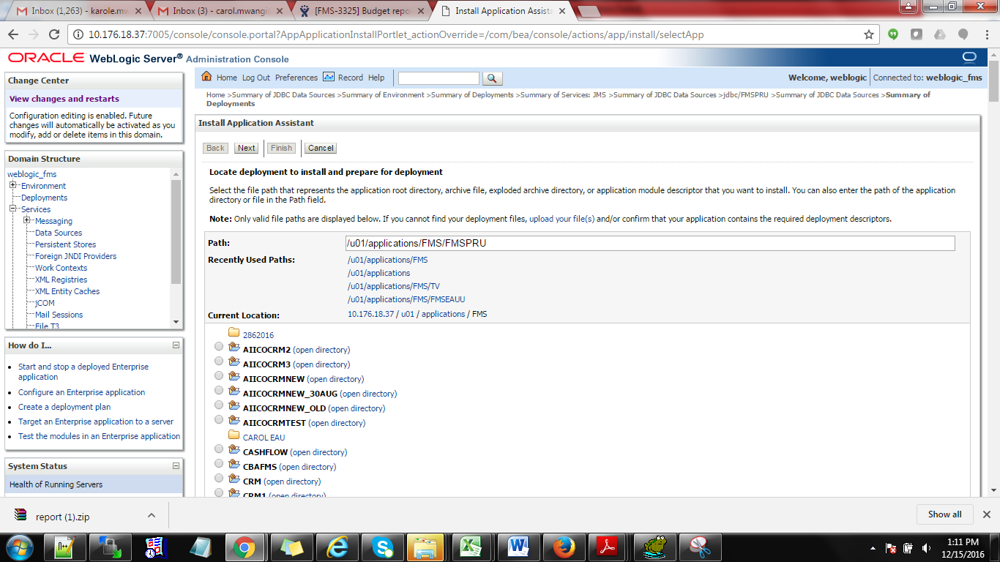 Inbox (1,263) - karole.mw
Inbox (3) - carol.mwangi
[FMS-3325] Budget repo
Install Application Assista
10.176.18.37:7005/console/console.portal?AppApplicationInstallPortlet_actionOverride=/com/bea/console/actions/app/install/selectApp
ORACLE WebLogic Server® Administration Console
Change Center
View changes and restarts
Configuration editing is enabled. Future
changes will automatically be activated as you
modify, add or delete items in this domain.
Domain Structure
weblogic_fms
Environment
Deployments
Services
Messaging
Data Sources
Persistent Stores
Foreign JNDI Providers
Work Contexts
XML Registries
XML Entity Caches
jCOM
Mail Sessions
File T3
How do I...
Start and stop a deployed Enterprise
application
Configure an Enterprise application
Create a deployment plan
Target an Enterprise application to a server
Test the modules in an Enterprise application
System Status
Health of Running Servers
Home Log Out Preferences Record Help
Welcome, weblogic Connected to: weblogic_fms
Home >Summary of JDBC Data Sources >Summary of Environment >Summary of Deployments >Summary of Services: JMS >Summary of JDBC Data Sources >jdbc/FMSPRU >Summary of JDBC Data Sources >Summary of
Deployments
Install Application Assistant
Back Next Finish Cancel
Locate deployment to install and prepare for deployment
Select the file path that represents the application root directory, archive file, exploded archive directory, or application module descriptor that you want to install. You can also enter the path of the application
directory or file in the Path field.
Note: Only valid file paths are displayed below. If you cannot find your deployment files, upload your file(s) and/or confirm that your application contains the required deployment descriptors.
Path: /u01/applications/FMS/FMSPRU
Recently Used Paths: /u01/applications/FMS
/u01/applications
/u01/applications/FMS/TV
/u01/applications/FMS/FMSEAUU
Current Location: 10.176.18.37 / u01 / applications / FMS
2862016
AIICOCRM2 (open directory)
AIICOCRM3 (open directory)
AIICOCRMNEW (open directory)
AIICOCRMNEW_30AUG (open directory)
AIICOCRMNEW_OLD (open directory)
AIICOCRMTEST (open directory)
CAROL EAU
CASHFLOW (open directory)
CBAFMS (open directory)
CRM (open directory)
CRM1 (open directory)
report (1).zip
Show all
1:11 PM
12/15/2016